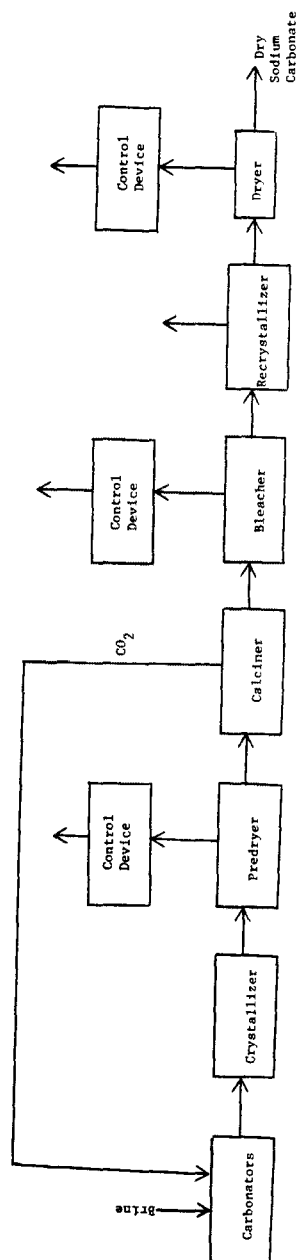 Brine
Carbonators
Crystallizer
Predryer
Control
Device
Calciner
CO2
Bleacher
Control
Device
Recrystallizer
Dryer
Control
Device
Dry
Sodium
Carbonate